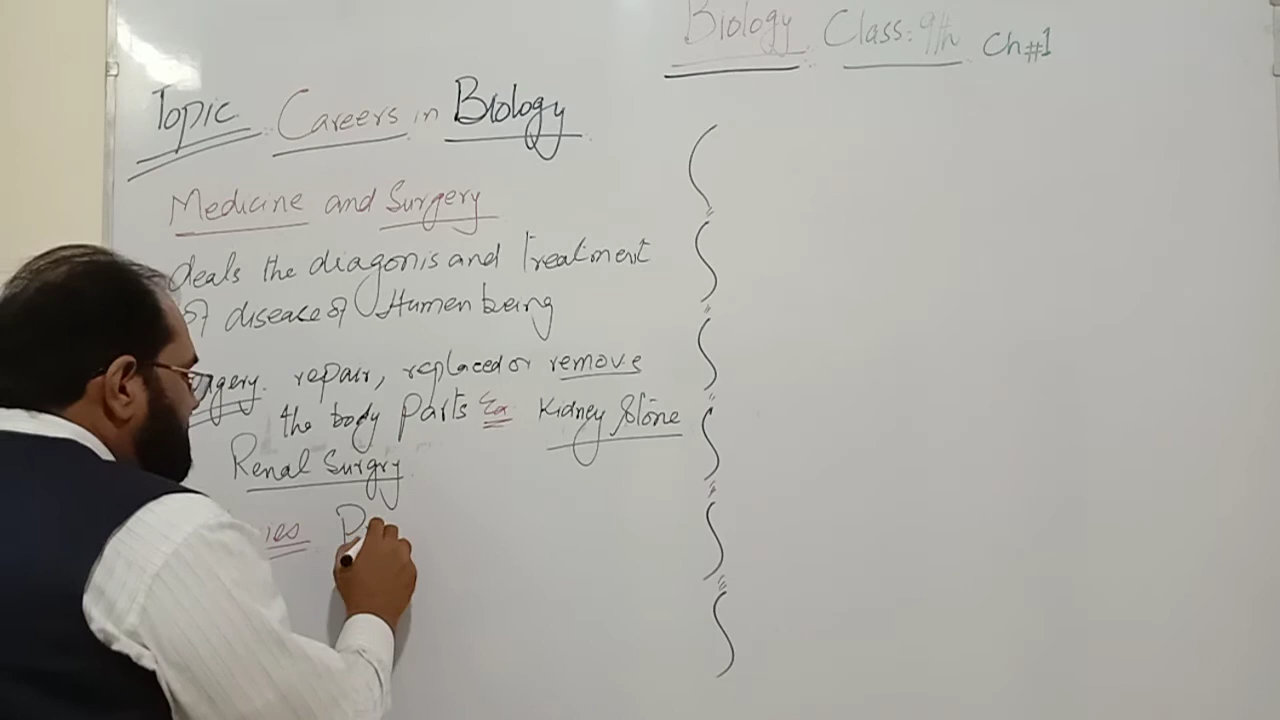 Biology Class: 9th Ch#1
Topic Careers in Biology
Medicine and Surgery
deals the diagonis and Treatment
of disease of Human being
repair, replaced or remove
the body Parts Ex Kidney Stone
Renal Surgry